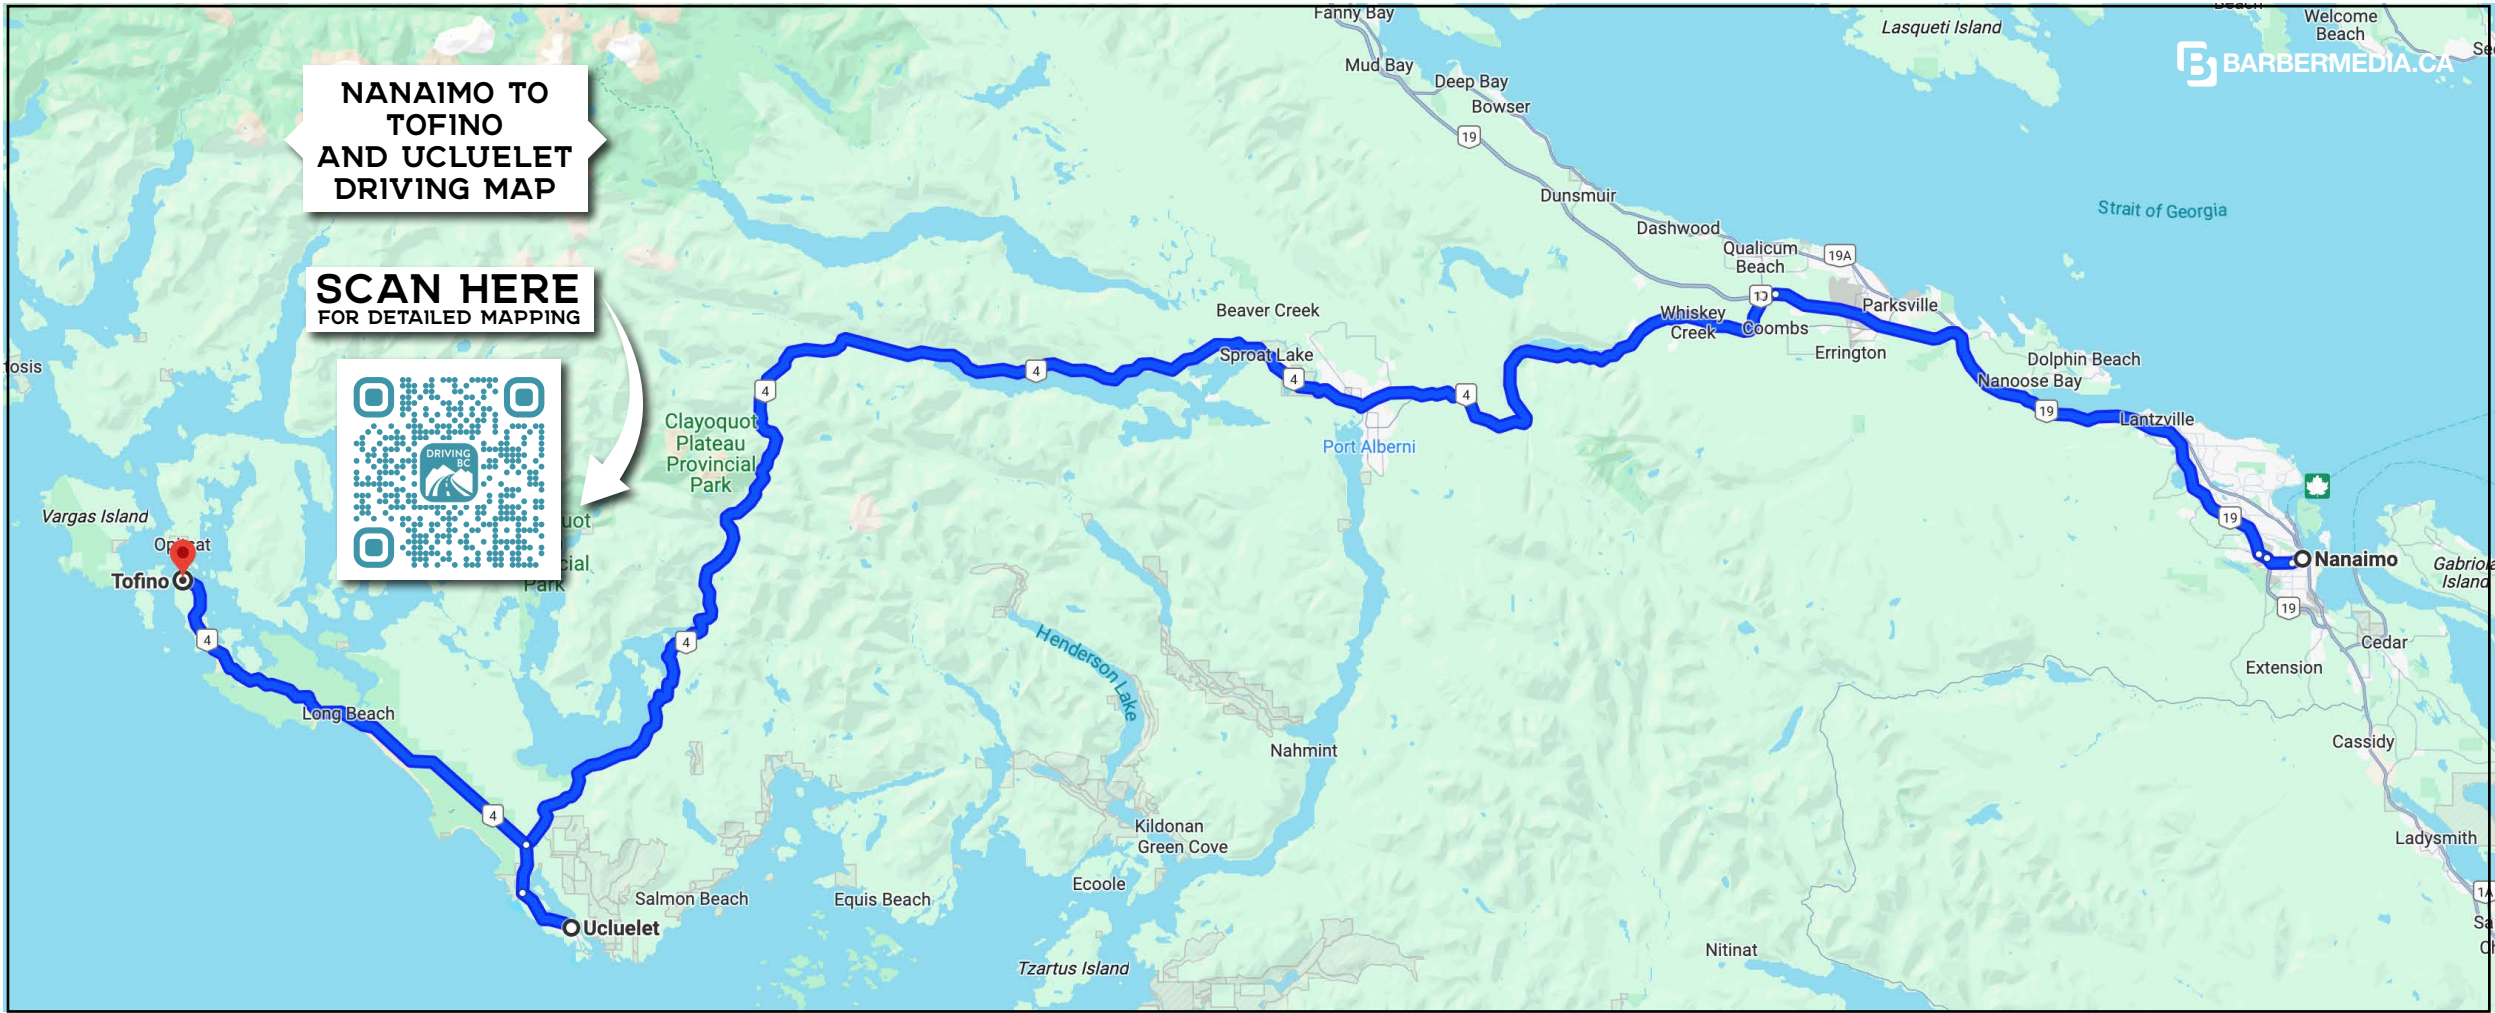 Fanny Bay
Lasqueti Island
Welcome
Beach
BARBERMEDIA.CA
Mud Bay
Deep Bay
Bowser
19
NANAIMO TO
TOFINO
AND UCLUELET
DRIVING MAP
Dunsmuir
Strait of Georgia
Dashwood
Qualicum
Beach
19A
SCAN HERE
FOR DETAILED MAPPING
Beaver Creek
Whiskey
Creek
Coombs
Parksville
Errington
Sproat Lake
4
4
4
4
Dolphin Beach
Nanoose Bay
19
Lantzville
Clayoquot
Plateau
Provincial
Park
Port Alberni
DRIVING
BC
Vargas Island
19
Tofino
Park
Nanaimo
Gabriola
Island
19
4
4
Henderson Lake
Cedar
Extension
Long Beach
Nahmint
Cassidy
4
Kildonan
Green Cove
Ladysmith
Ecoole
Salmon Beach
Equis Beach
1A
Ucluelet
Nitinat
Tzartus Island